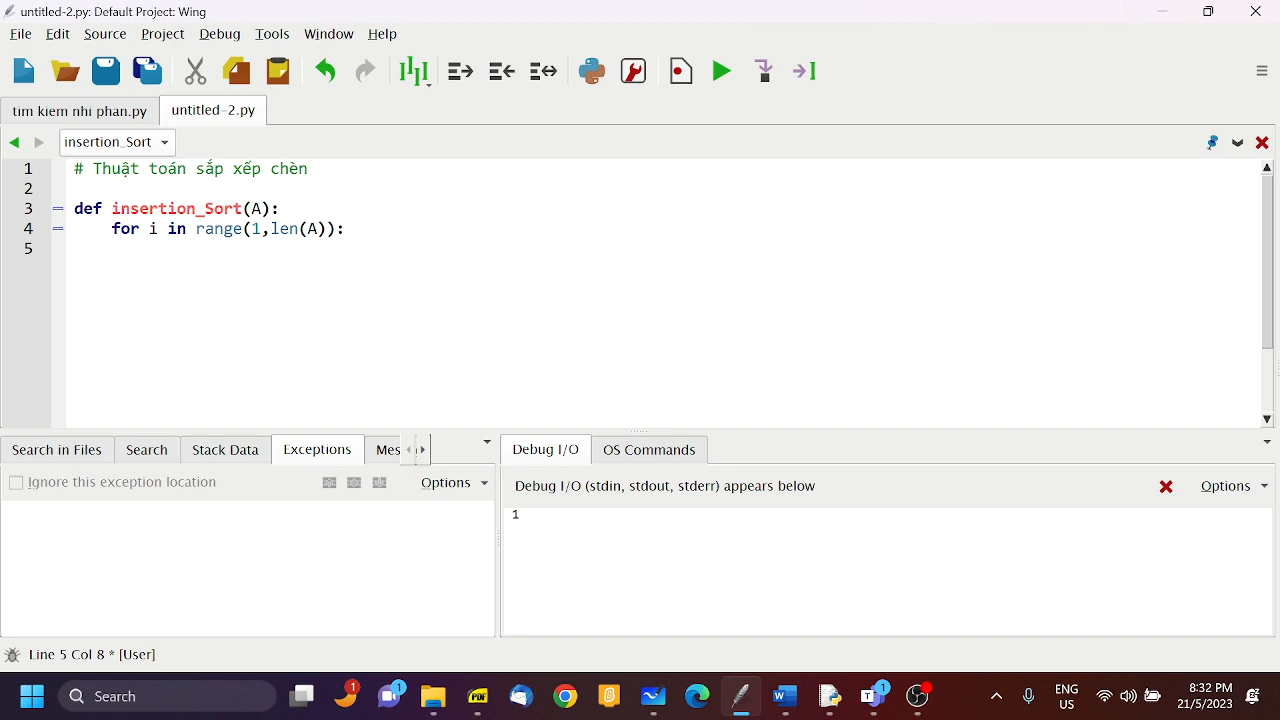 untitled-2.py: Default Project: Wing
File Edit Source Project Debug Tools Window Help
tim kiem nhi phan.py untitled-2.py
insertion_Sort
1 # Thuật toán sắp xếp chèn
2
3 def insertion_Sort(A):
4 for i in range(1,len(A)):
5
Search in Files Search Stack Data Exceptions Mes
Debug I/O OS Commands
Ignore this exception location Options
Debug I/O (stdin, stdout, stderr) appears below Options
1
Line 5 Col 8 * [User]
Search
1
1
PDF
1
ENG
US
8:32 PM
21/5/2023